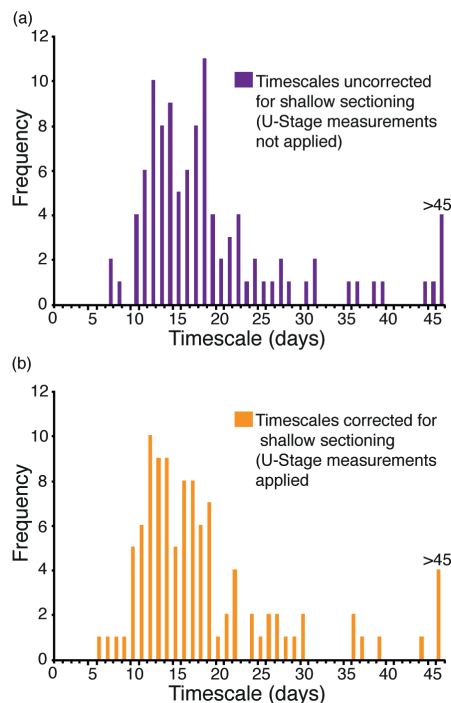 (a)
12
10
8
6
4
2
0
Frequency
Timescales uncorrected
for shallow sectioning
(U-Stage measurements
not applied)
>45
0 5 10 15 20 25 30 35 40 45
Timescale (days)
(b)
12
10
8
6
4
2
0
Frequency
Timescales corrected for
shallow sectioning
(U-Stage measurements
applied
>45
0 5 10 15 20 25 30 35 40 45
Timescale (days)